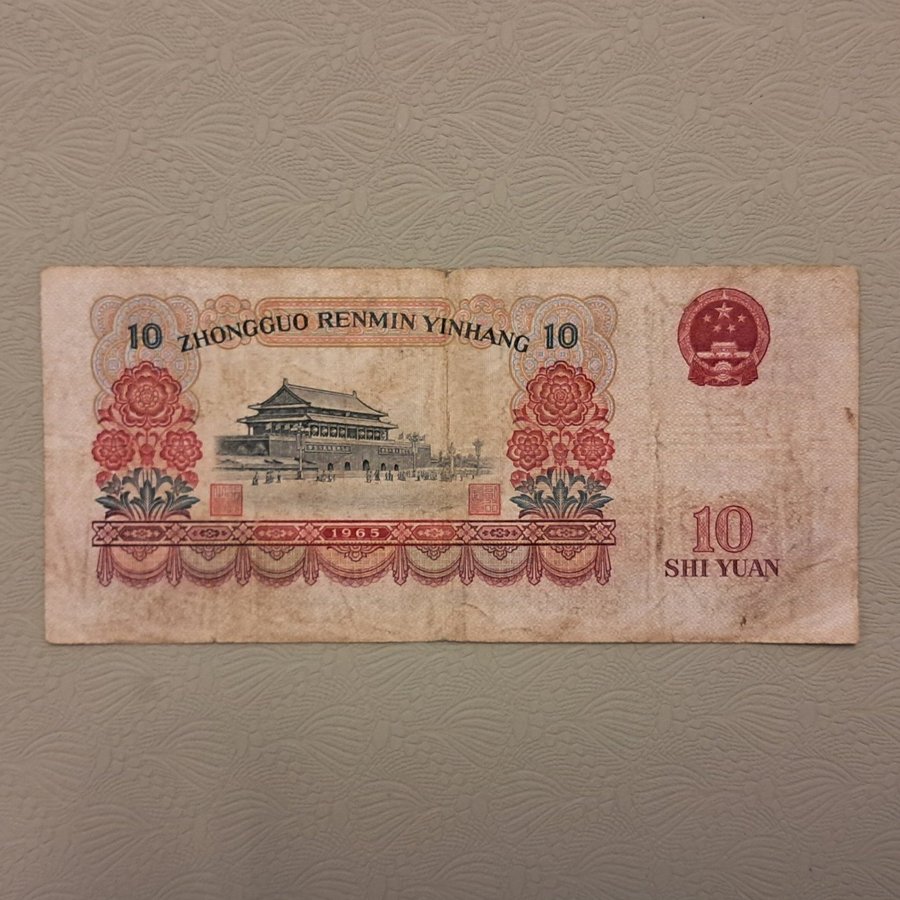 10 ZHONGGUO RENMIN YINHANG 10
1965
10
SHI YUAN